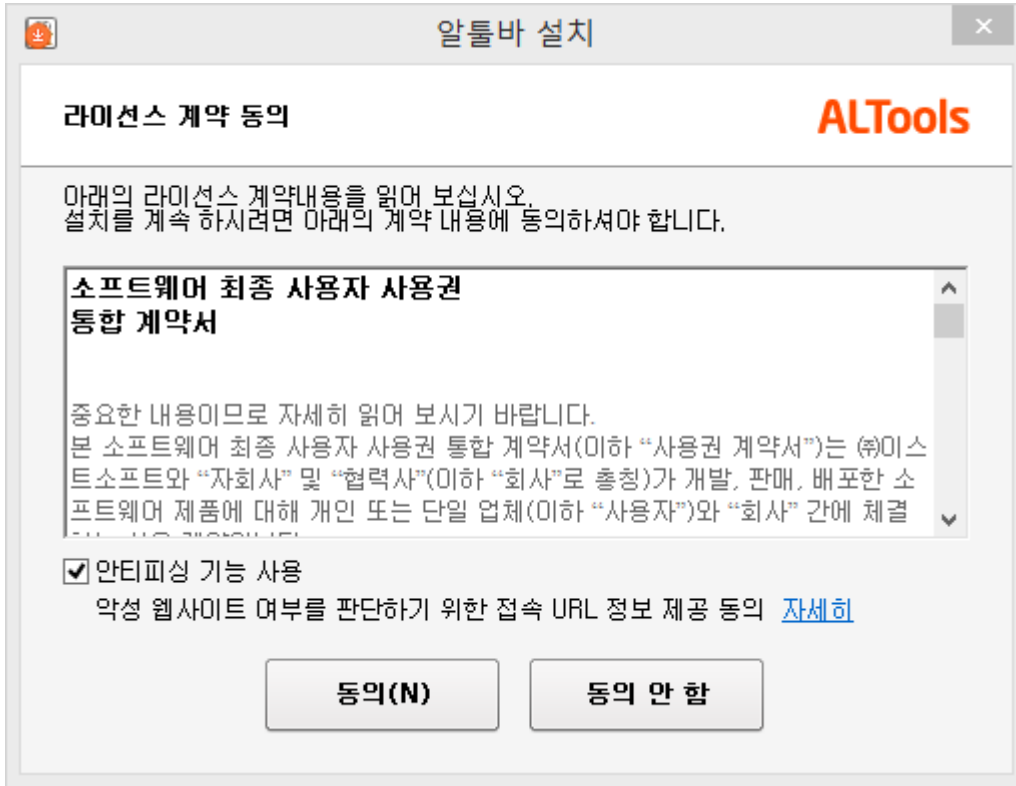 알툴바 설치
라이선스 계약 동의
ALTools
아래의 라이선스 계약내용을 읽어 보십시오.
설치를 계속 하시려면 아래의 계약 내용에 동의하셔야 합니다.
소프트웨어 최종 사용자 사용권
통합 계약서
중요한 내용이므로 자세히 읽어 보시기 바랍니다.
본 소프트웨어 최종 사용자 사용권 통합 계약서(이하 “사용권 계약서”)는 ㈜이스
트소프트와 “자회사” 및 “협력사”(이하 “회사”로 총칭)가 개발, 판매, 배포한 소
프트웨어 제품에 대해 개인 또는 단일 업체(이하 “사용자”)와 “회사” 간에 체결
안티피싱 기능 사용
악성 웹사이트 여부를 판단하기 위한 접속 URL 정보 제공 동의 자세히
동의(N)
동의 안 함